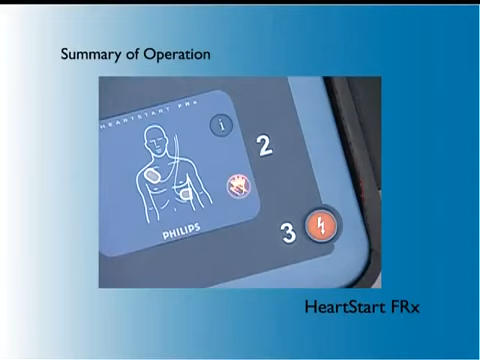 Summary of Operation
HEARTSTART FRx
i
2
PHILIPS
3
HeartStart FRx